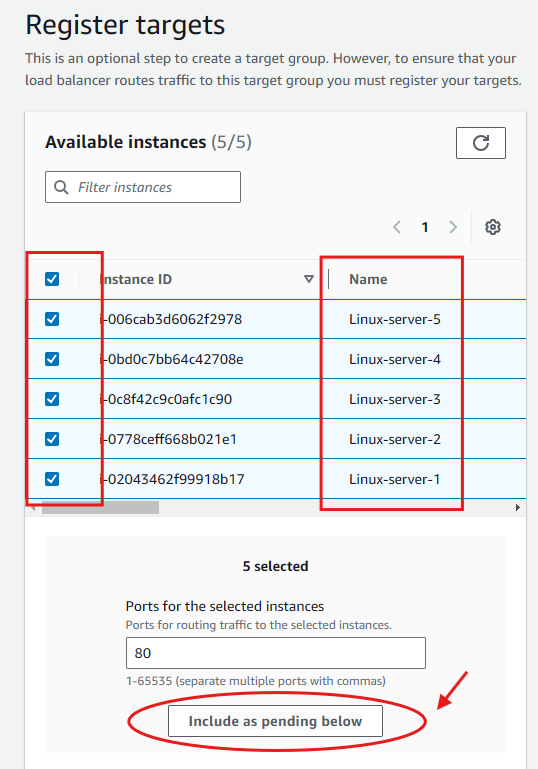 Register targets
This is an optional step to create a target group. However, to ensure that your
load balancer routes traffic to this target group you must register your targets.
Available instances (5/5)
Filter instances
1
Instance ID Name
i-006cab3d6062f2978 Linux-server-5
i-0bd0c7bb64c42708e Linux-server-4
i-0c8f42c9c0afc1c90 Linux-server-3
i-0778ceff668b021e1 Linux-server-2
i-02043462f99918b17 Linux-server-1
5 selected
Ports for the selected instances
Ports for routing traffic to the selected instances.
80
1-65535 (separate multiple ports with commas)
Include as pending below